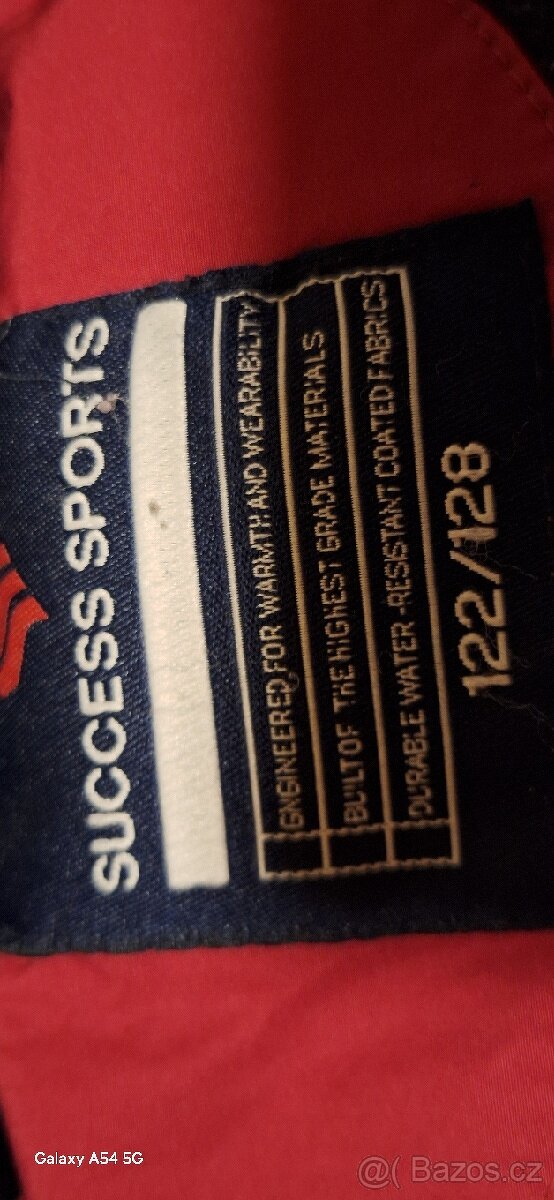 SUCCESS SPORTS
ENGINEERED FOR WARMTH AND WEARABILITY
BUILT OF THE HIGHEST GRADE MATERIALS
DURABLE WATER-RESISTANT COATED FABRICS
122/128
Galaxy A54 5G
@( Bazos.cz